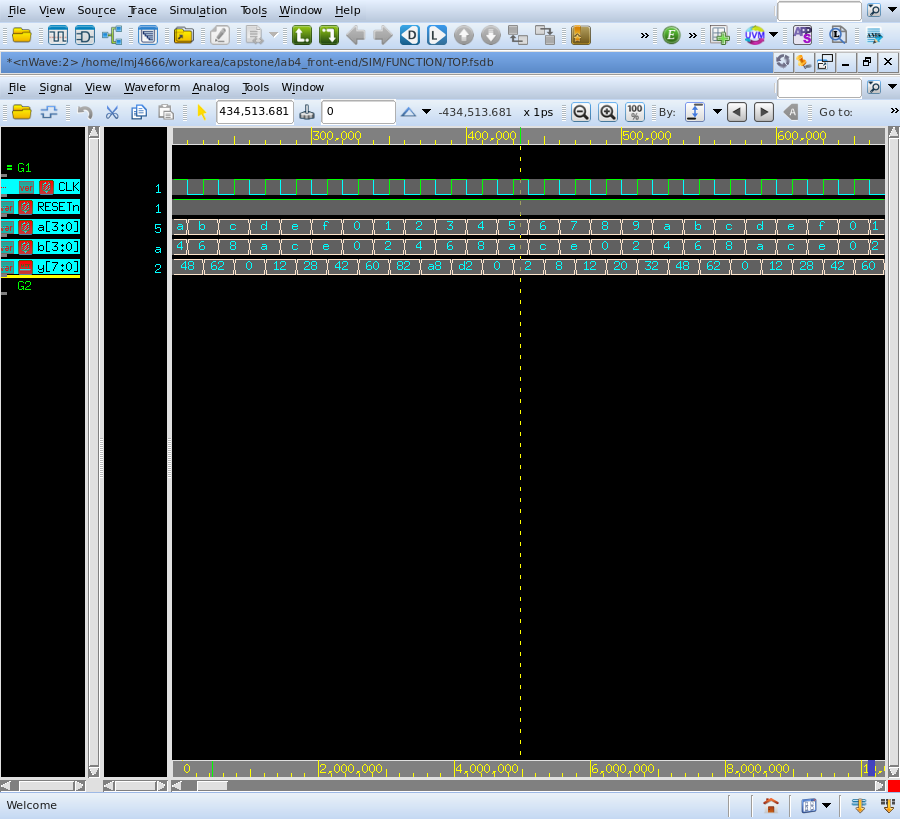 File View Source Trace Simulation Tools Window Help
D L » E » UVM
*<nWave:2> /home/lmj4666/workarea/capstone/lab4_front-end/SIM/FUNCTION/TOP.fsdb
File Signal View Waveform Analog Tools Window
434,513.681 0 -434,513.681 x 1ps 100 % By: Go to: »
300,000 400,000 500,000 600,000
= G1
ver CLK 1
RESETn 1
a[3:0] 5 a b c d e f 0 1 2 3 4 5 6 7 8 9 a b c d e f 0 1
b[3:0] a 4 6 8 a c e 0 2 4 6 8 a c e 0 2 4 6 8 a c e 0 2
y[7:0] 2 48 62 0 12 28 42 60 82 a8 d2 0 2 8 12 20 32 48 62 0 12 28 42 60
G2
0 2,000,000 4,000,000 6,000,000 8,000,000
Welcome